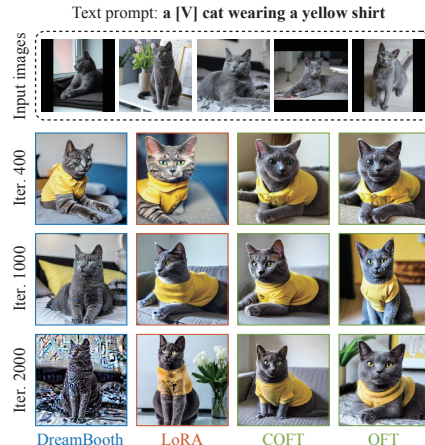 Text prompt: a [V] cat wearing a yellow shirt
Input images
Iter. 400
Iter. 1000
Iter. 2000
DreamBooth LoRA COFT OFT